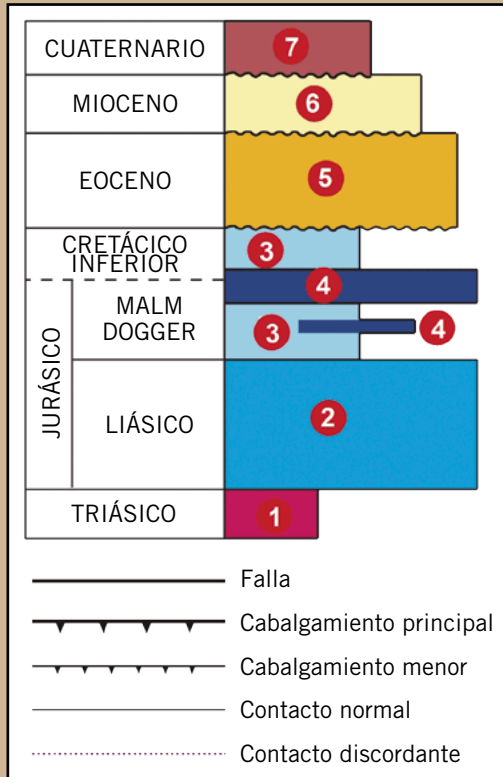 CUATERNARIO
7
MIOCENO
6
EOCENO
5
CRETÁCICO
INFERIOR
3
4
JURÁSICO
MALM
DOGGER
3
4
LIÁSICO
2
TRIÁSICO
1
Falla
Cabalgamiento principal
Cabalgamiento menor
Contacto normal
Contacto discordante